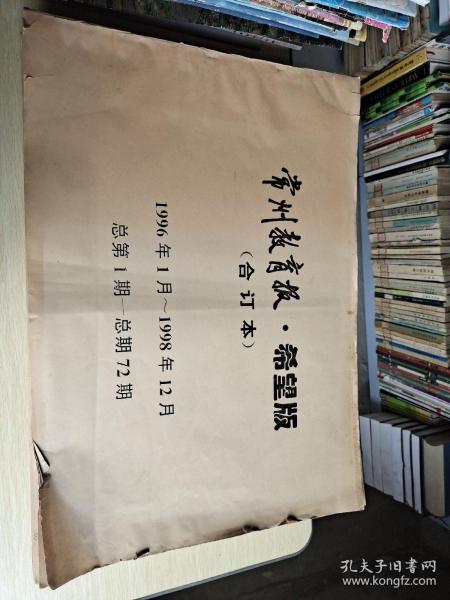 常州教育报·希望版
（合订本）
1996年1月～1998年12月
总第1期—总期72期
孔夫子旧书网
www.kongfz.com